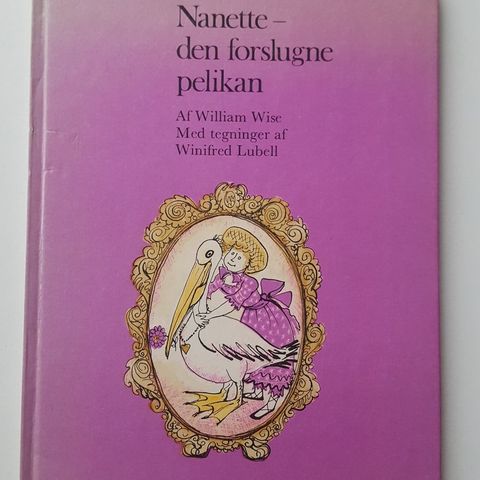 Nanette –
den forslugne
pelikan
Af William Wise
Med tegninger af
Winifred Lubell